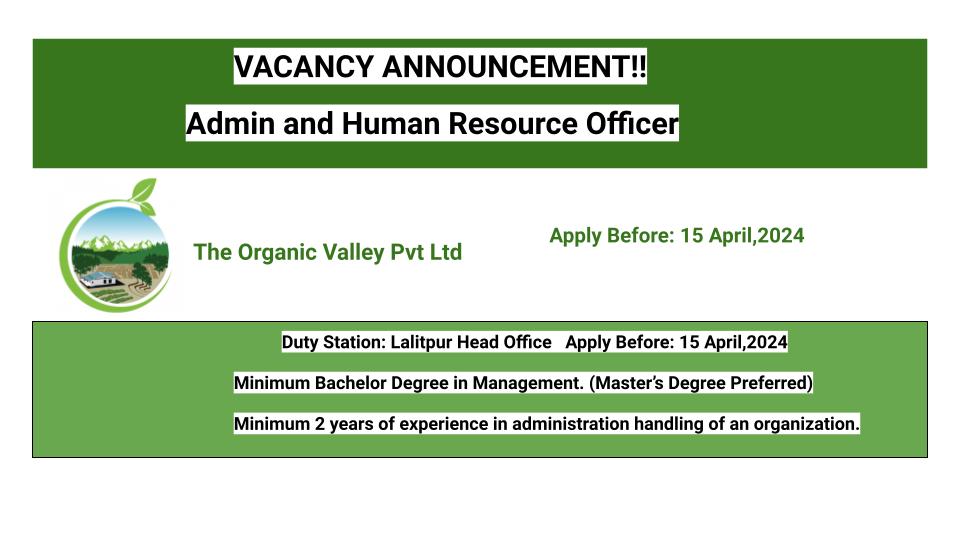 VACANCY ANNOUNCEMENT!!
Admin and Human Resource Officer
The Organic Valley Pvt Ltd
Apply Before: 15 April,2024
Duty Station: Lalitpur Head Office   Apply Before: 15 April,2024
Minimum Bachelor Degree in Management. (Master’s Degree Preferred)
Minimum 2 years of experience in administration handling of an organization.